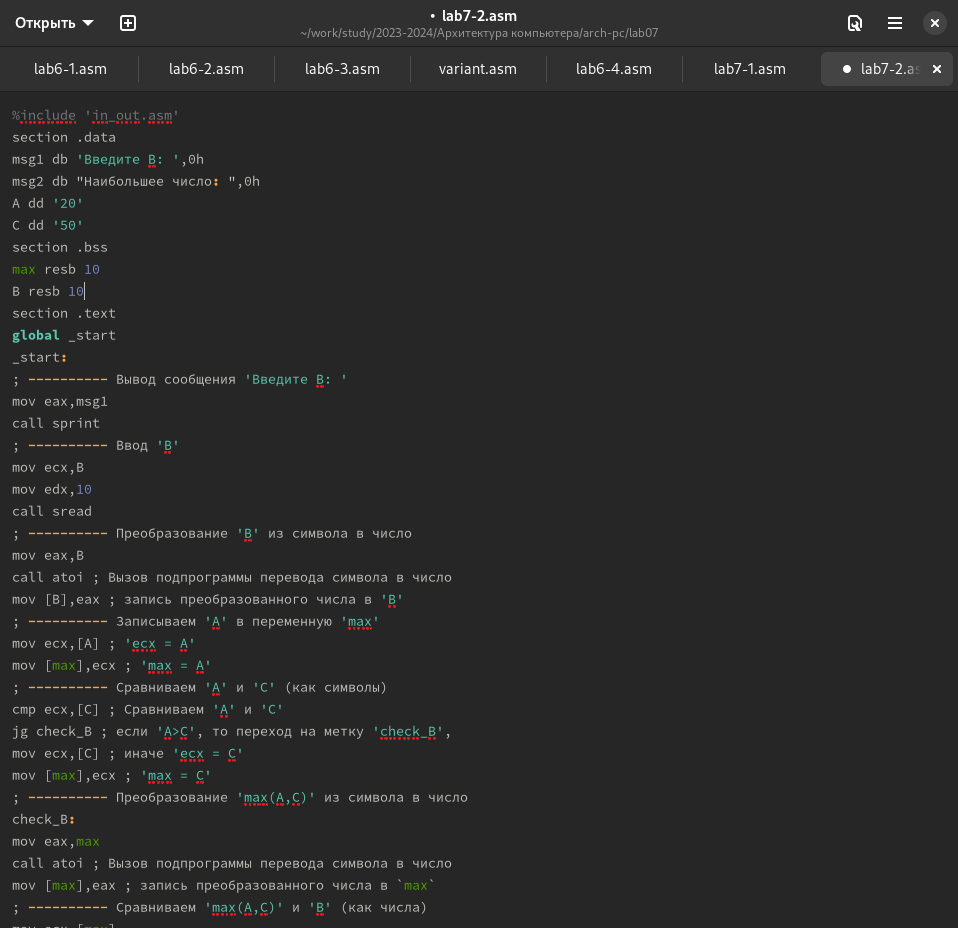 Открыть
• lab7-2.asm
~/work/study/2023-2024/Архитектура компьютера/arch-pc/lab07
lab6-1.asm
lab6-2.asm
lab6-3.asm
variant.asm
lab6-4.asm
lab7-1.asm
lab7-2.as
%include 'in_out.asm'
section .data
msg1 db 'Введите B: ',0h
msg2 db "Наибольшее число: ",0h
A dd '20'
C dd '50'
section .bss
max resb 10
B resb 10
section .text
global _start
_start:
; ---------- Вывод сообщения 'Введите B: '
mov eax,msg1
call sprint
; ---------- Ввод 'B'
mov ecx,B
mov edx,10
call sread
; ---------- Преобразование 'B' из символа в число
mov eax,B
call atoi ; Вызов подпрограммы перевода символа в число
mov [B],eax ; запись преобразованного числа в 'B'
; ---------- Записываем 'A' в переменную 'max'
mov ecx,[A] ; 'ecx = A'
mov [max],ecx ; 'max = A'
; ---------- Сравниваем 'A' и 'С' (как символы)
cmp ecx,[C] ; Сравниваем 'A' и 'С'
jg check_B ; если 'A>C', то переход на метку 'check_B',
mov ecx,[C] ; иначе 'ecx = C'
mov [max],ecx ; 'max = C'
; ---------- Преобразование 'max(A,C)' из символа в число
check_B:
mov eax,max
call atoi ; Вызов подпрограммы перевода символа в число
mov [max],eax ; запись преобразованного числа в `max`
; ---------- Сравниваем 'max(A,C)' и 'B' (как числа)